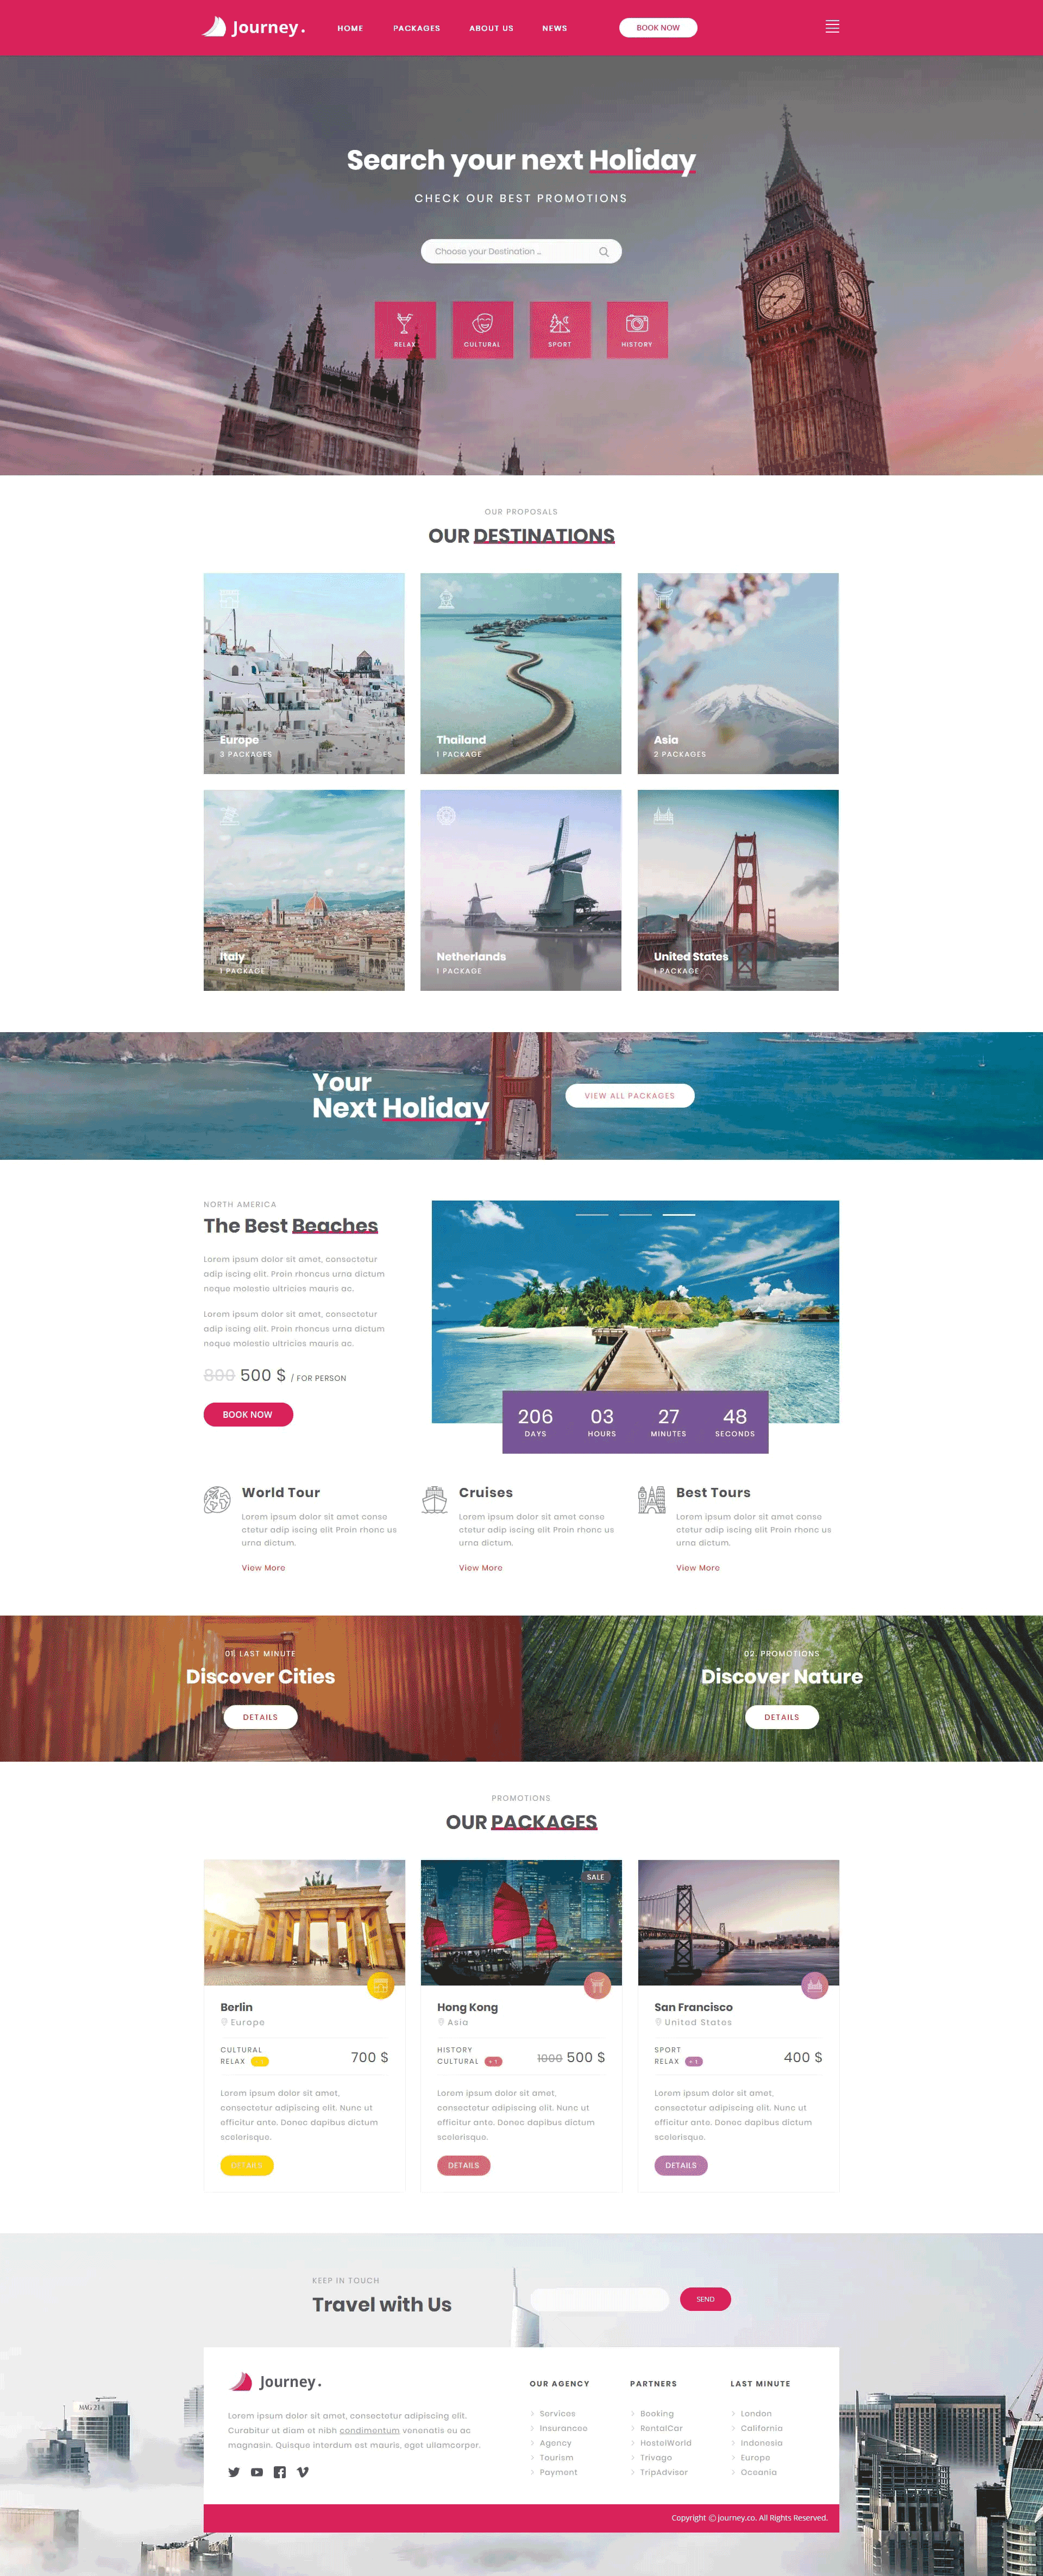 Journey.
HOME PACKAGES ABOUT US NEWS BOOK NOW
Search your next Holiday
CHECK OUR BEST PROMOTIONS
Choose your Destination ...
RELAX CULTURAL SPORT HISTORY
OUR PROPOSALS
OUR DESTINATIONS
Europe
3 PACKAGES
Thailand
1 PACKAGE
Asia
2 PACKAGES
Italy
1 PACKAGE
Netherlands
1 PACKAGE
United States
1 PACKAGE
Your
Next Holiday
VIEW ALL PACKAGES
NORTH AMERICA
The Best Beaches
Lorem ipsum dolor sit amet, consectetur
adip iscing elit. Proin rhoncus urna dictum
neque molestie ultricies mauris ac.
Lorem ipsum dolor sit amet, consectetur
adip iscing elit. Proin rhoncus urna dictum
neque molestie ultricies mauris ac.
800 500 $ / FOR PERSON
BOOK NOW
206 03 27 48
DAYS HOURS MINUTES SECONDS
World Tour
Lorem ipsum dolor sit amet conse
ctetur adip iscing elit Proin rhonc us
urna dictum.
View More
Cruises
Lorem ipsum dolor sit amet conse
ctetur adip iscing elit Proin rhonc us
urna dictum.
View More
Best Tours
Lorem ipsum dolor sit amet conse
ctetur adip iscing elit Proin rhonc us
urna dictum.
View More
01. LAST MINUTE
Discover Cities
DETAILS
02. PROMOTIONS
Discover Nature
DETAILS
PROMOTIONS
OUR PACKAGES
Berlin
Europe
CULTURAL
RELAX
700 $
Lorem ipsum dolor sit amet,
consectetur adipiscing elit. Nunc ut
efficitur ante. Donec dapibus dictum
scelerisque.
DETAILS
SALE
Hong Kong
Asia
HISTORY
CULTURAL + 1
1000 500 $
Lorem ipsum dolor sit amet,
consectetur adipiscing elit. Nunc ut
efficitur ante. Donec dapibus dictum
scelerisque.
DETAILS
San Francisco
United States
SPORT
RELAX + 1
400 $
Lorem ipsum dolor sit amet,
consectetur adipiscing elit. Nunc ut
efficitur ante. Donec dapibus dictum
scelerisque.
DETAILS
KEEP IN TOUCH
Travel with Us
SEND
Journey.
Lorem ipsum dolor sit amet, consectetur adipiscing elit.
Curabitur ut diam et nibh condimentum venenatis eu ac
magnasin. Quisque interdum est mauris, eget ullamcorper.
OUR AGENCY
Services
Insurancee
Agency
Tourism
Payment
PARTNERS
Booking
RentalCar
HostelWorld
Trivago
TripAdvisor
LAST MINUTE
London
California
Indonesia
Europe
Oceania
MAG 214
Copyright © journey.co. All Rights Reserved.